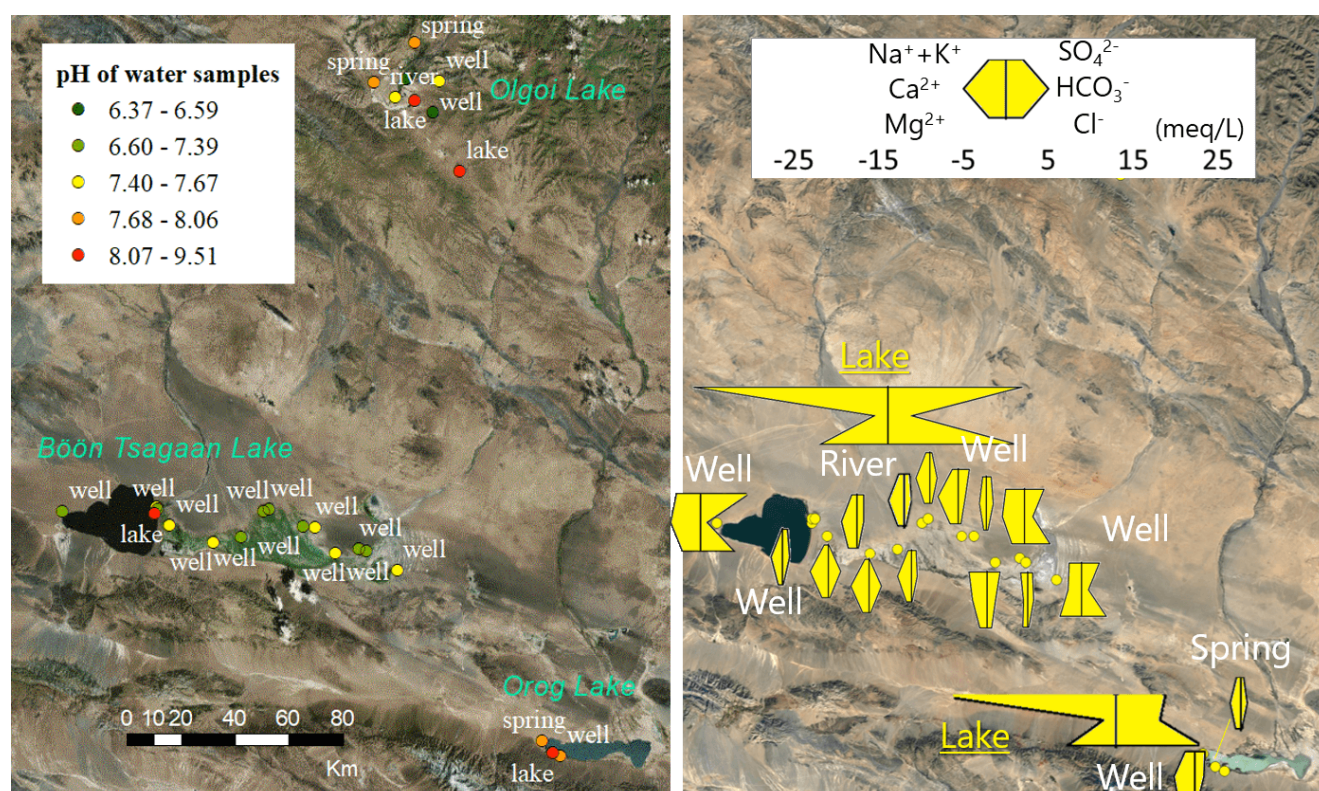 pH of water samples
6.37 - 6.59
6.60 - 7.39
7.40 - 7.67
7.68 - 8.06
8.07 - 9.51
spring
spring
river
well
Olgoi Lake
well
lake
lake
Böön Tsagaan Lake
well
well
well
well
well
well
lake
well
well
well
well
well
well
well
Orog Lake
0 10 20 40 60 80
Km
spring
well
lake
Na⁺+K⁺
SO₄²⁻
Ca²⁺
HCO₃⁻
Mg²⁺
Cl⁻
(meq/L)
-25 -15 -5 5 15 25
Lake
Well
River
Well
Well
Well
Spring
Lake
Well